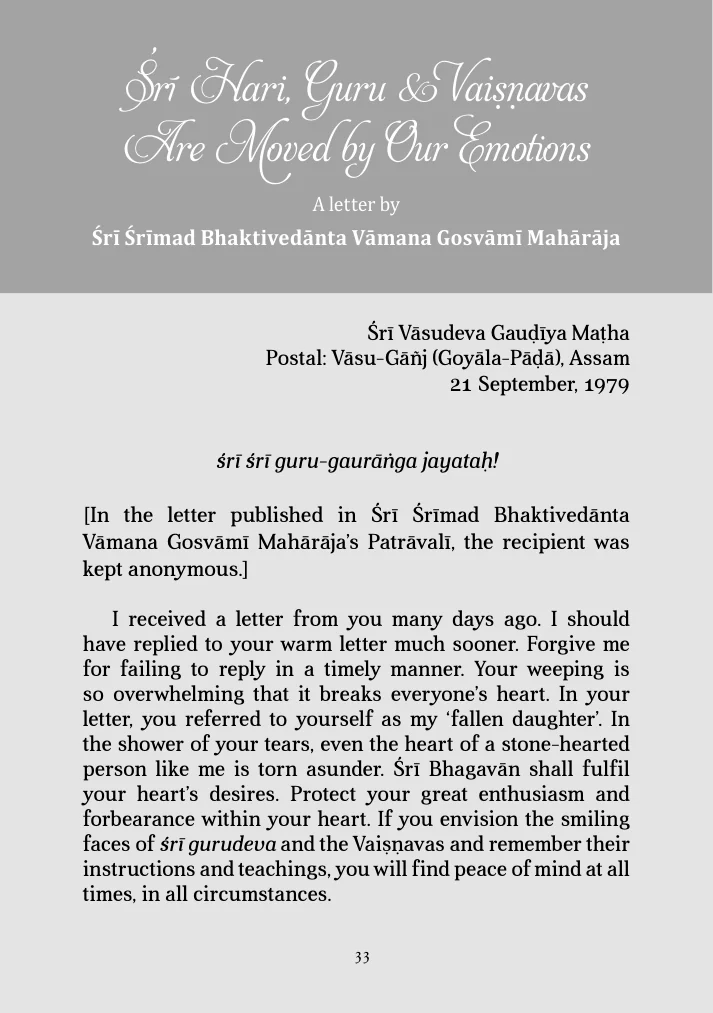 Śrī Hari, Guru & Vaiṣṇavas
Are Moved by Our Emotions
A letter by
Śrī Śrīmad Bhaktivedānta Vāmana Gosvāmī Mahārāja
Śrī Vāsudeva Gauḍīya Maṭha
Postal: Vāsu-Gāñj (Goyāla-Pāḍā), Assam
21 September, 1979
śrī śrī guru-gaurāṅga jayataḥ!
[In the letter published in Śrī Śrīmad Bhaktivedānta
Vāmana Gosvāmī Mahārāja’s Patrāvalī, the recipient was
kept anonymous.]
I received a letter from you many days ago. I should
have replied to your warm letter much sooner. Forgive me
for failing to reply in a timely manner. Your weeping is
so overwhelming that it breaks everyone’s heart. In your
letter, you referred to yourself as my ‘fallen daughter’. In
the shower of your tears, even the heart of a stone-hearted
person like me is torn asunder. Śrī Bhagavān shall fulfil
your heart’s desires. Protect your great enthusiasm and
forbearance within your heart. If you envision the smiling
faces of śrī gurudeva and the Vaiṣṇavas and remember their
instructions and teachings, you will find peace of mind at all
times, in all circumstances.
33